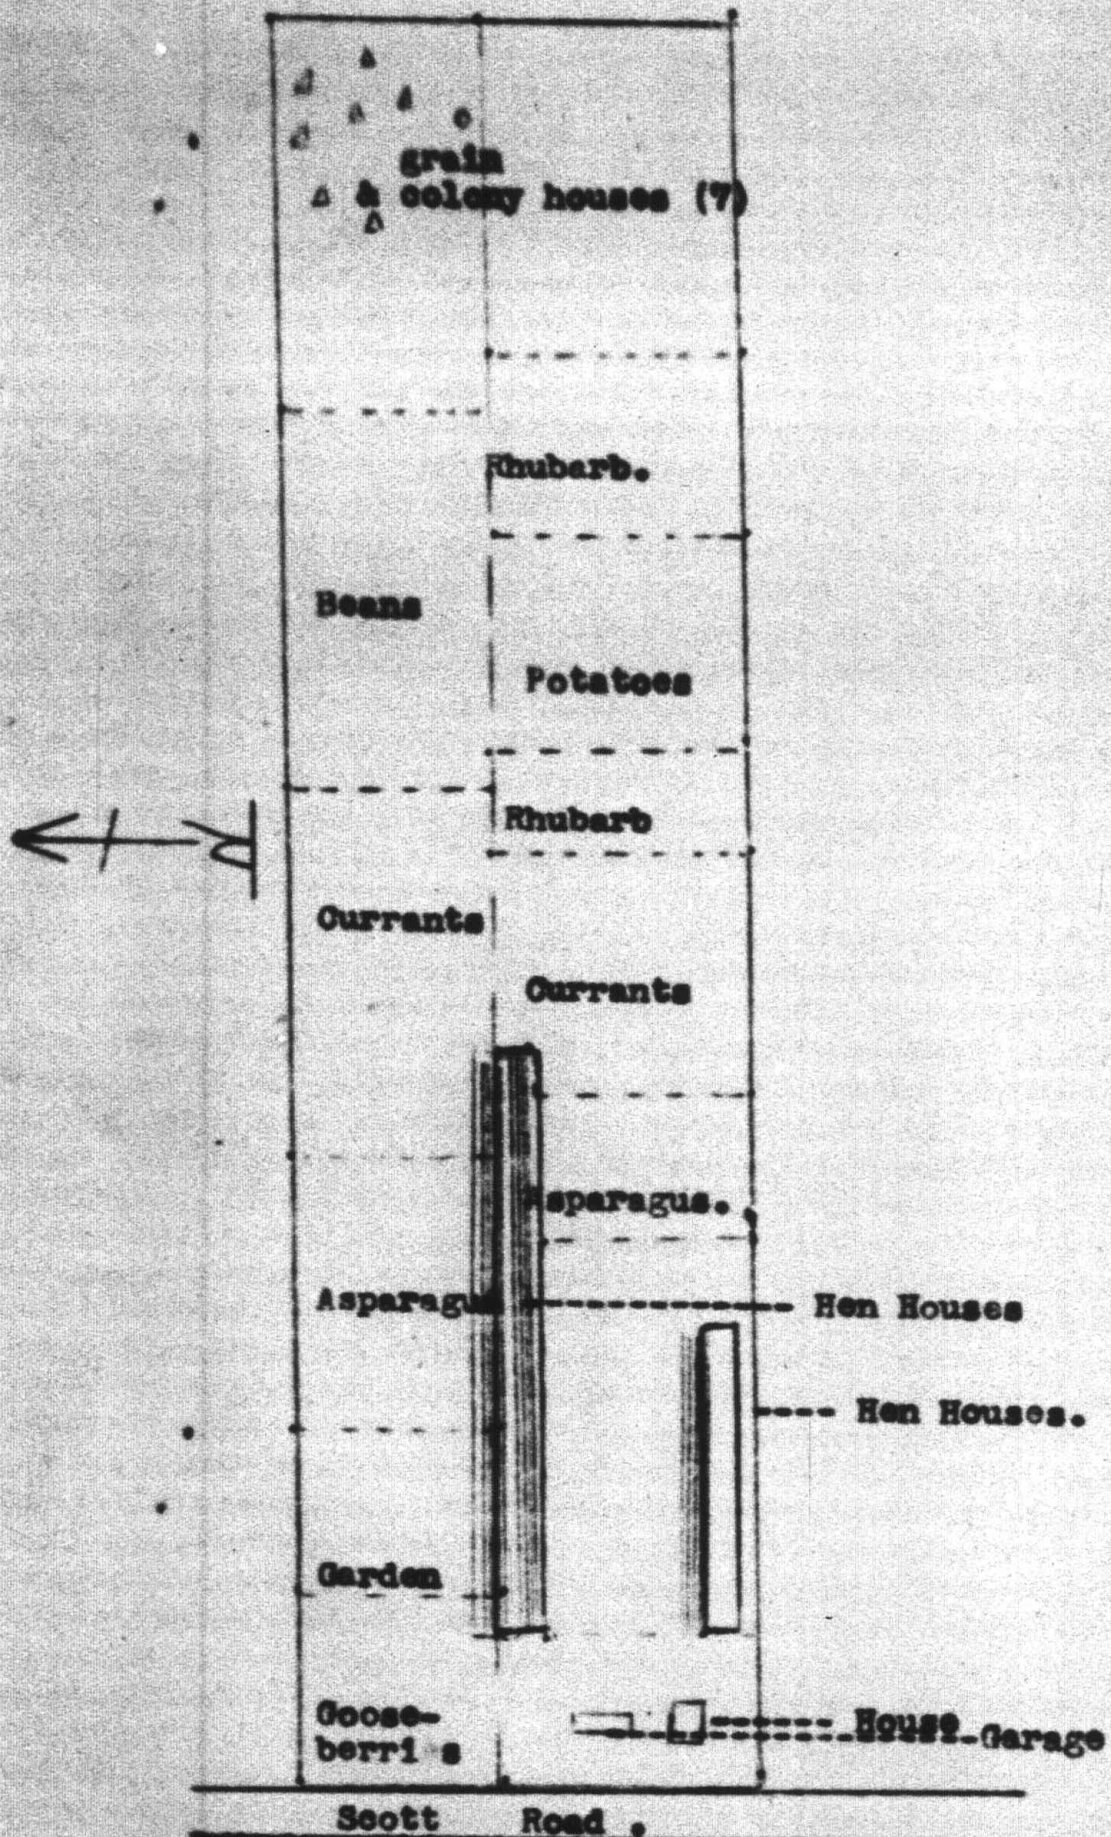 grain
& colony houses (7)
Rhubarb.
Beans
Potatoes
Rhubarb
Currants
Currants
Asparagus.
Asparagus
Hen Houses
Hen Houses.
Garden
Goose-
berri s
House
Garage
Scott Road .